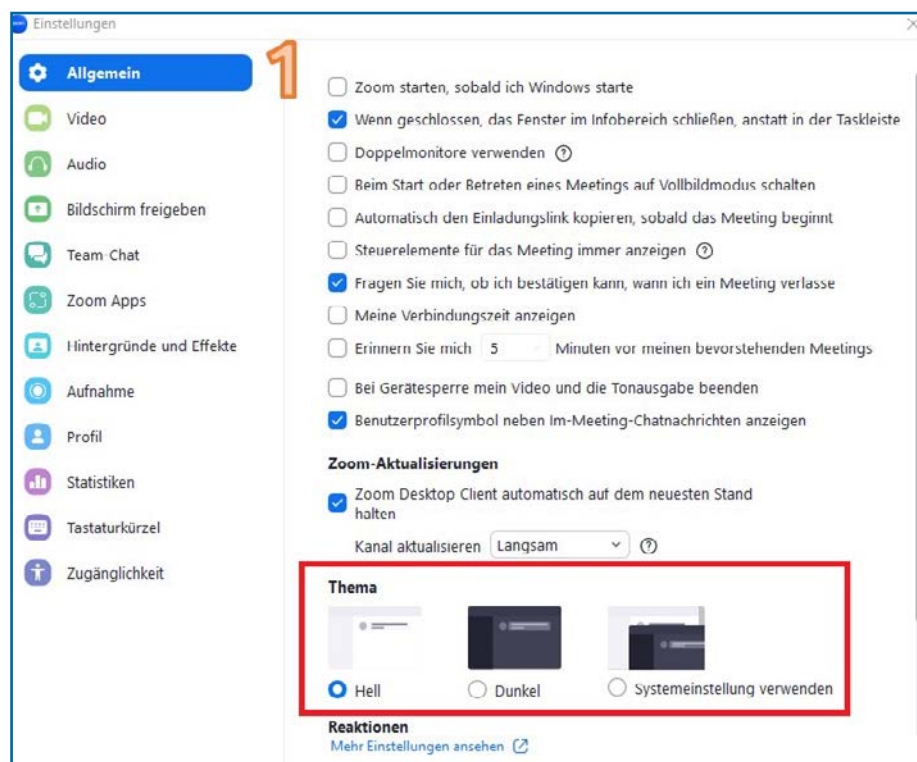 Einstellungen
Allgemein
1
Video
Audio
Bildschirm freigeben
Team-Chat
Zoom Apps
Hintergründe und Effekte
Aufnahme
Profil
Statistiken
Tastaturkürzel
Zugänglichkeit
Zoom starten, sobald ich Windows starte
Wenn geschlossen, das Fenster im Infobereich schließen, anstatt in der Taskleiste
Doppelmonitore verwenden ?
Beim Start oder Betreten eines Meetings auf Vollbildmodus schalten
Automatisch den Einladungslink kopieren, sobald das Meeting beginnt
Steuerelemente für das Meeting immer anzeigen ?
Fragen Sie mich, ob ich bestätigen kann, wann ich ein Meeting verlasse
Meine Verbindungszeit anzeigen
Erinnern Sie mich 5 Minuten vor meinen bevorstehenden Meetings
Bei Gerätesperre mein Video und die Tonausgabe beenden
Benutzerprofilsymbol neben Im-Meeting-Chatnachrichten anzeigen
Zoom-Aktualisierungen
Zoom Desktop Client automatisch auf dem neuesten Stand
halten
Kanal aktualisieren Langsam ?
Thema
Hell Dunkel Systemeinstellung verwenden
Reaktionen
Mehr Einstellungen ansehen